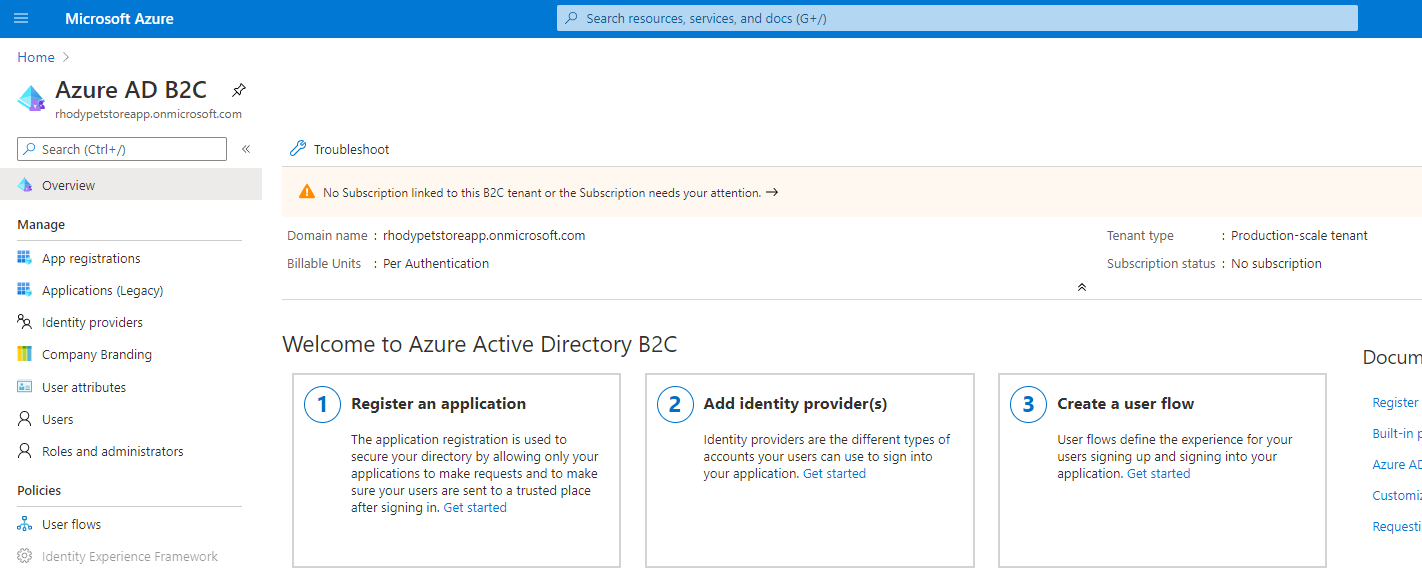 Microsoft Azure
Search resources, services, and docs (G+/)
Home
Azure AD B2C
rhodypetstoreapp.onmicrosoft.com
Search (Ctrl+/)
«
Overview
Manage
App registrations
Applications (Legacy)
Identity providers
Company Branding
User attributes
Users
Roles and administrators
Policies
User flows
Identity Experience Framework
Troubleshoot
No Subscription linked to this B2C tenant or the Subscription needs your attention. →
Domain name : rhodypetstoreapp.onmicrosoft.com
Billable Units : Per Authentication
Tenant type : Production-scale tenant
Subscription status : No subscription
Welcome to Azure Active Directory B2C
1 Register an application
The application registration is used to
secure your directory by allowing only your
applications to make requests and to make
sure your users are sent to a trusted place
after signing in. Get started
2 Add identity provider(s)
Identity providers are the different types of
accounts your users can use to sign into
your application. Get started
3 Create a user flow
User flows define the experience for your
users signing up and signing into your
application. Get started
Docum
Register
Built-in p
Azure AD
Customiz
Requesti